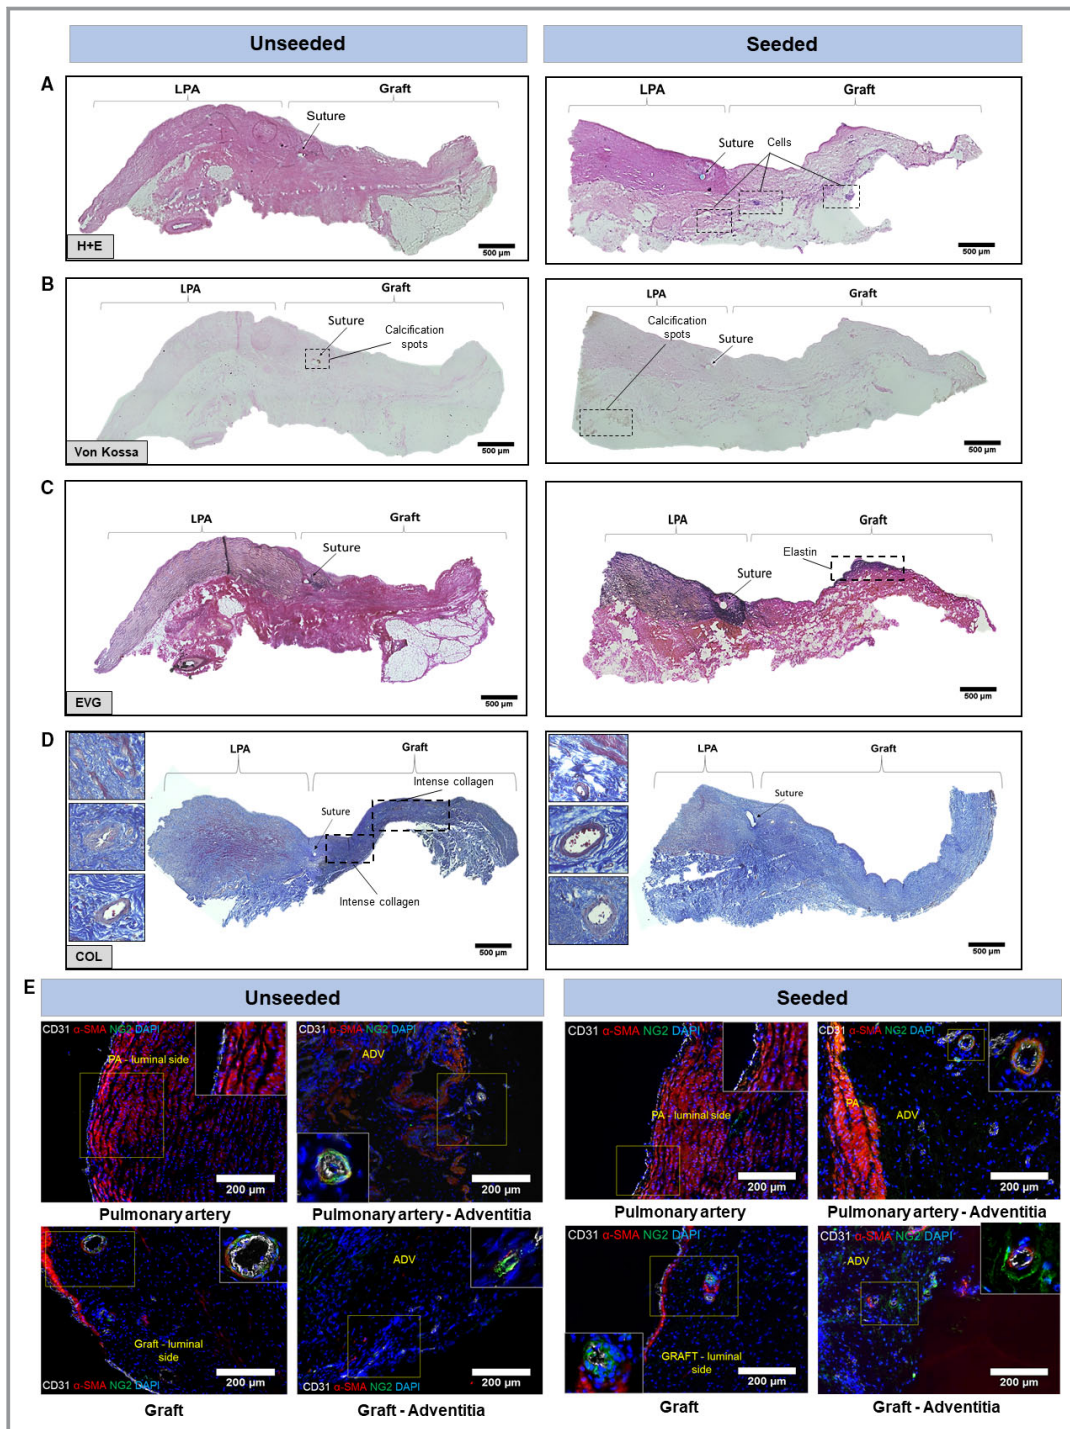 Unseeded
Seeded
A
LPA
Graft
Suture
H+E
500 µm
LPA
Graft
Suture
Cells
500 µm
B
LPA
Graft
Suture
Calcification
spots
Von Kossa
500 µm
LPA
Graft
Calcification
spots
Suture
500 µm
C
LPA
Graft
Suture
EVG
500 µm
LPA
Graft
Elastin
Suture
500 µm
D
LPA
Graft
Intense collagen
Suture
Intense collagen
COL
500 µm
LPA
Graft
Suture
500 µm
E
Unseeded
Seeded
CD31 α-SMA NG2 DAPI
PA - luminal side
200 µm
Pulmonary artery
CD31 α-SMA NG2 DAPI
ADV
200 µm
Pulmonary artery - Adventitia
CD31 α-SMA NG2 DAPI
PA - luminal side
200 µm
Pulmonary artery
CD31 α-SMA NG2 DAPI
PA
ADV
200 µm
Pulmonary artery - Adventitia
Graft - luminal
side
200 µm
CD31 α-SMA NG2 DAPI
Graft
ADV
200 µm
CD31 α-SMA NG2 DAPI
Graft - Adventitia
CD31 α-SMA NG2 DAPI
GRAFT - luminal
side
200 µm
Graft
CD31 α-SMA NG2 DAPI
ADV
200 µm
Graft - Adventitia